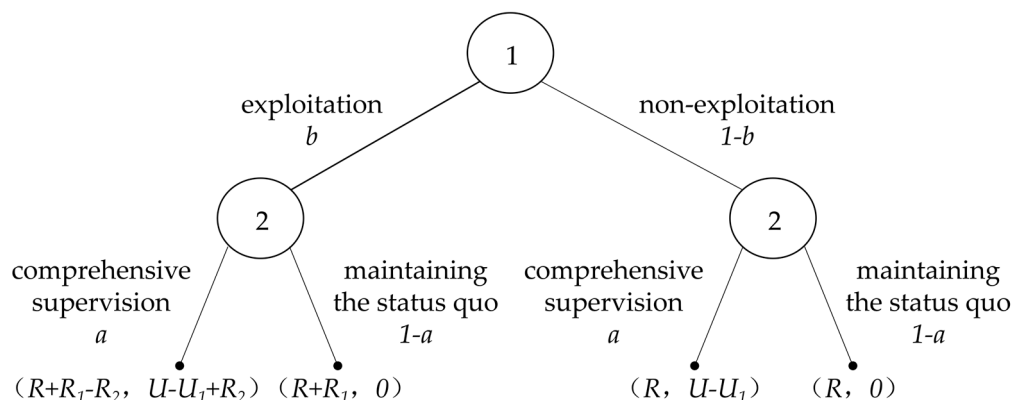 1
exploitation
b
non-exploitation
1-b
2
2
comprehensive
supervision
a
maintaining
the status quo
1-a
comprehensive
supervision
a
maintaining
the status quo
1-a
（R+R₁-R₂，U-U₁+R₂）（R+R₁，0）
（R，U-U₁）
（R，0）